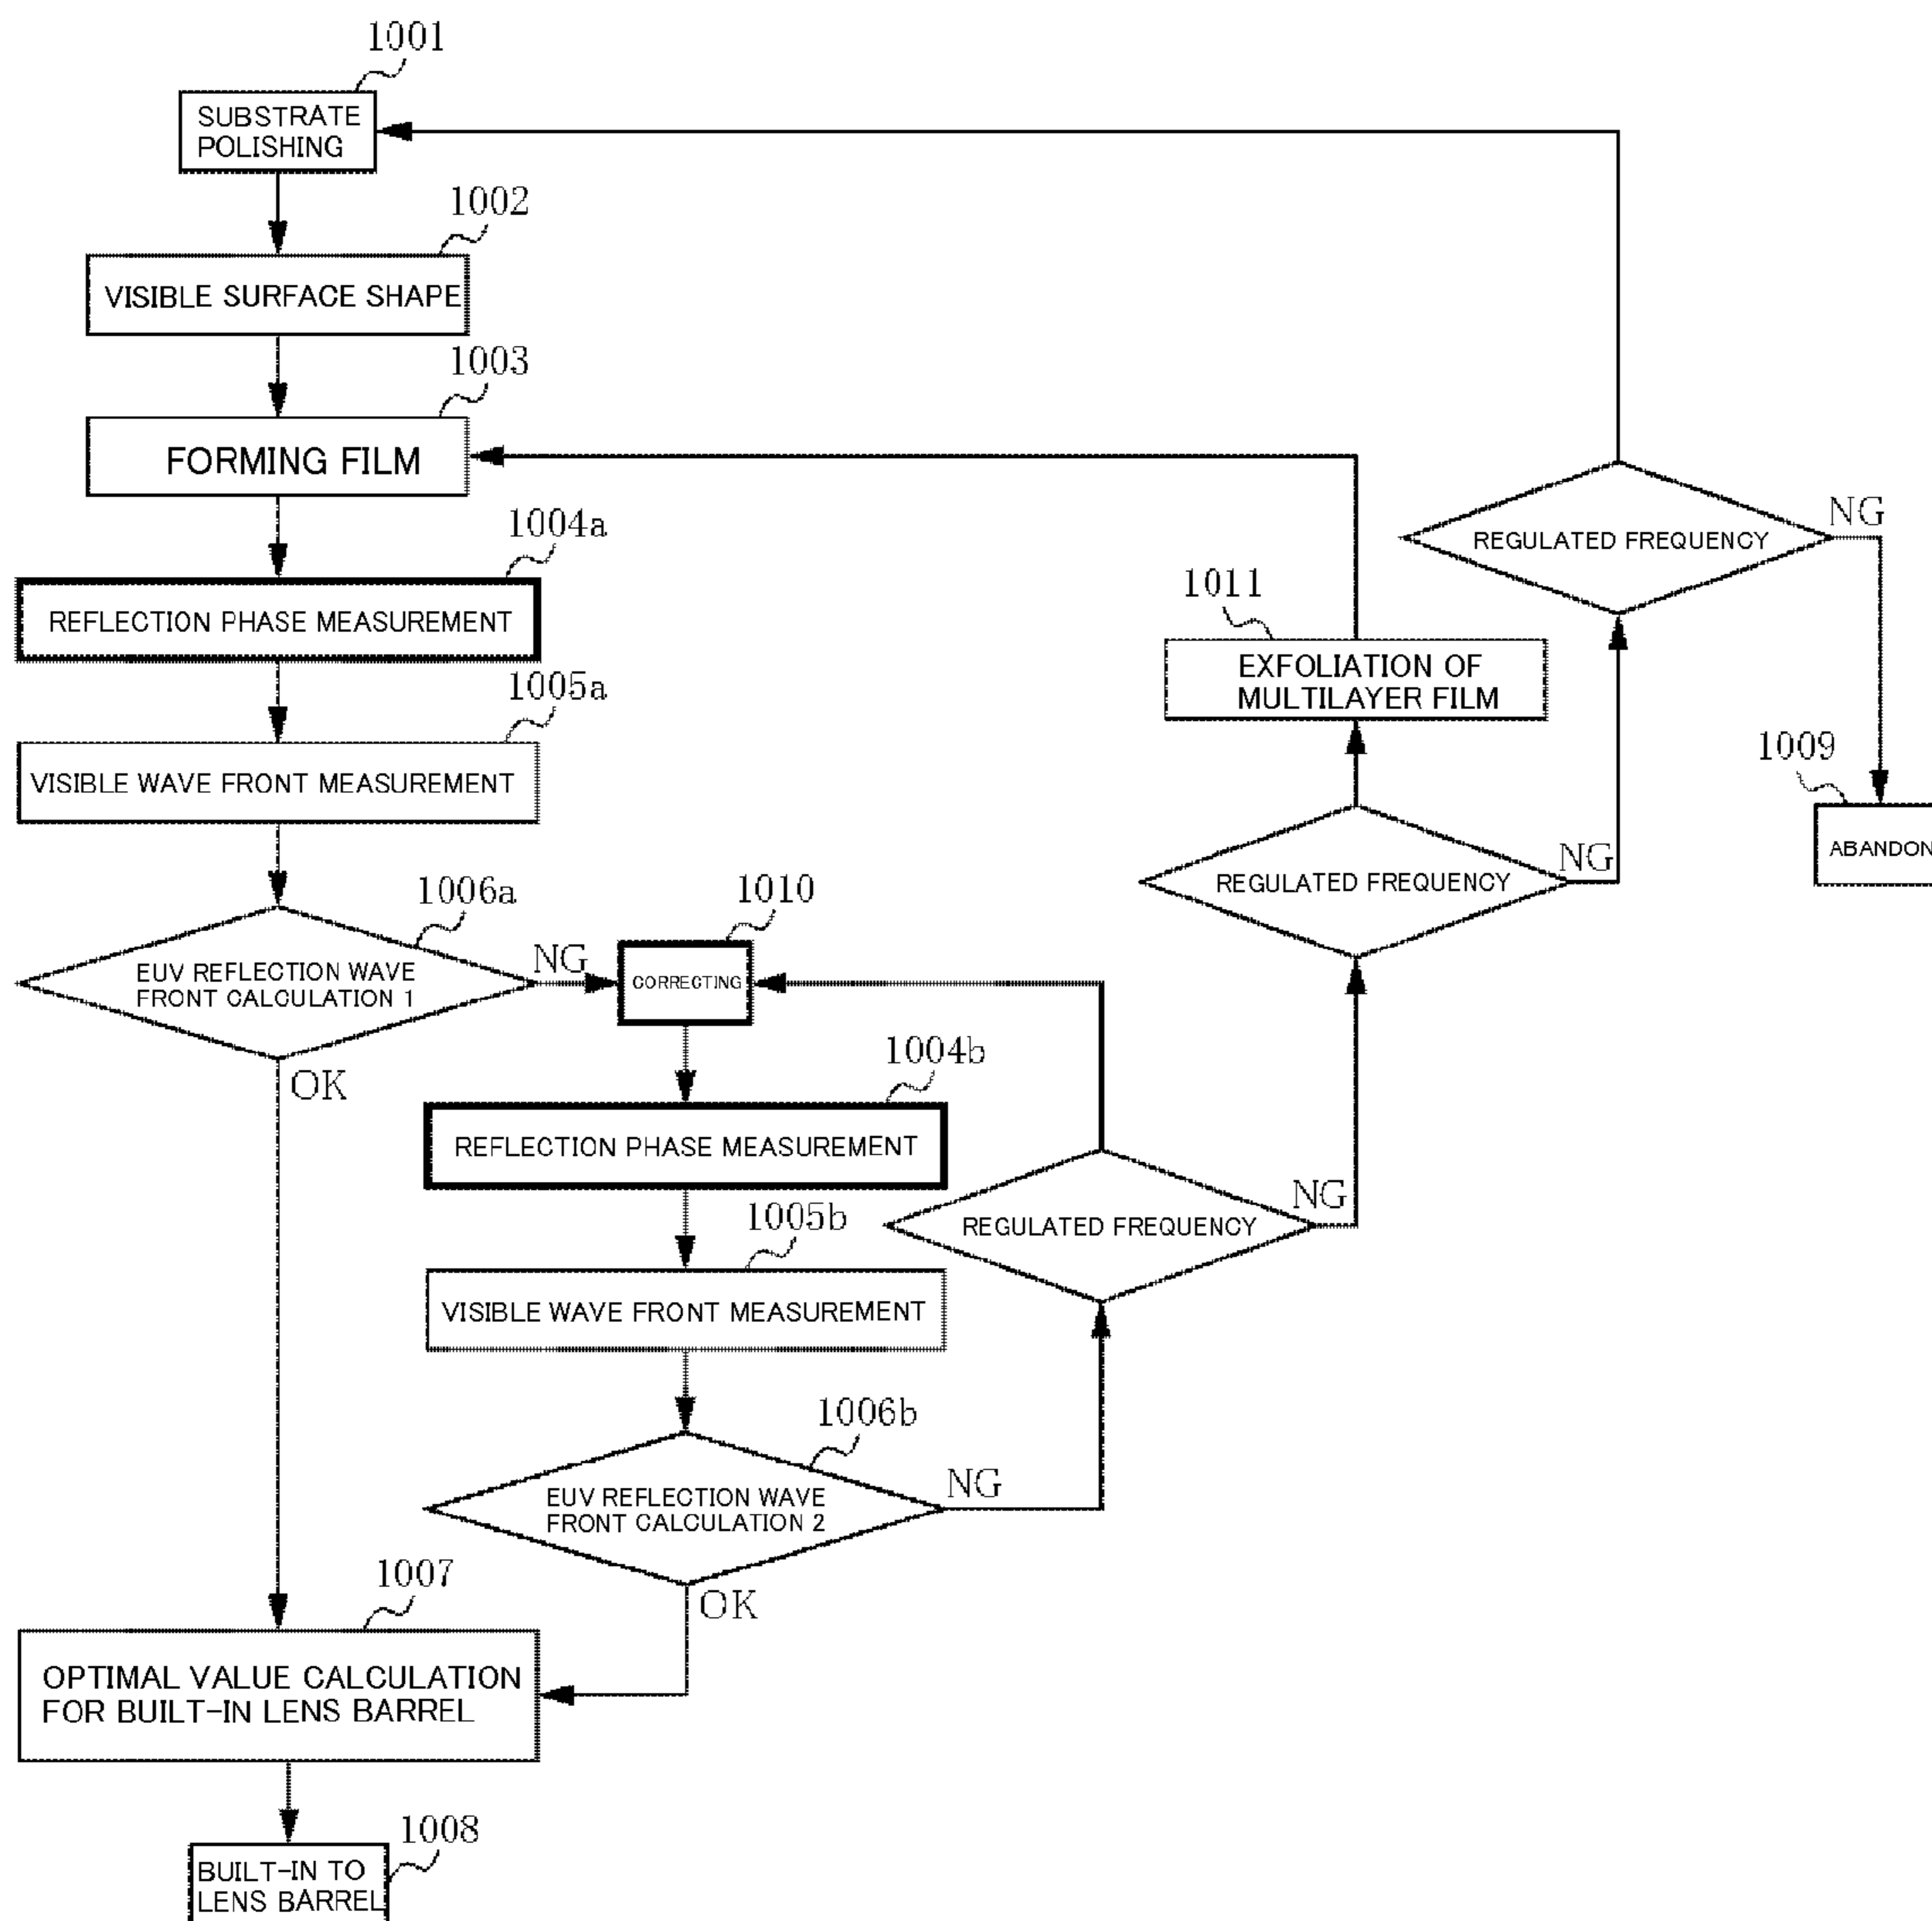 1001
SUBSTRATE
POLISHING
1002
VISIBLE SURFACE SHAPE
1003
FORMING FILM
1004a
REFLECTION PHASE MEASUREMENT
1005a
VISIBLE WAVE FRONT MEASUREMENT
1006a
EUV REFLECTION WAVE
FRONT CALCULATION 1
NG
OK
1010
CORRECTING
1004b
REFLECTION PHASE MEASUREMENT
1005b
VISIBLE WAVE FRONT MEASUREMENT
1006b
EUV REFLECTION WAVE
FRONT CALCULATION 2
NG
OK
REGULATED FREQUENCY
NG
REGULATED FREQUENCY
NG
1011
EXFOLIATION OF
MULTILAYER FILM
REGULATED FREQUENCY
NG
1009
ABANDON
1007
OPTIMAL VALUE CALCULATION
FOR BUILT-IN LENS BARREL
1008
BUILT-IN TO
LENS BARREL